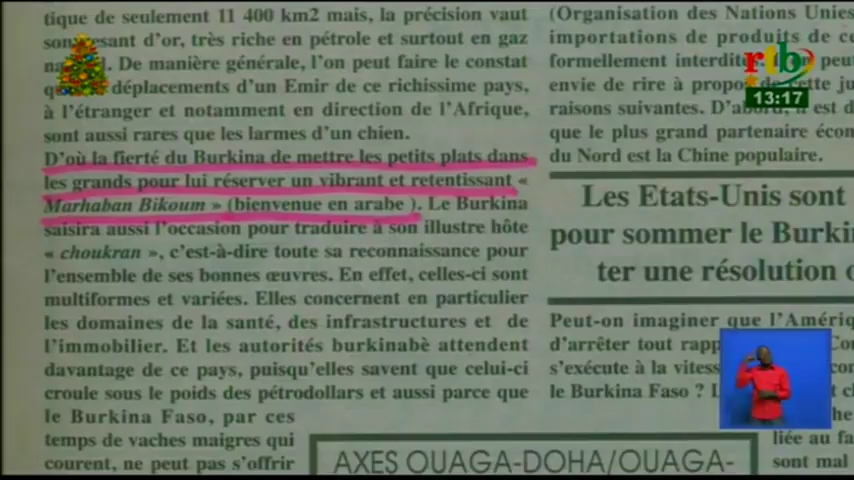 tique de seulement 11 400 km2 mais, la précision vaut
son pesant d'or, très riche en pétrole et surtout en gaz
De manière générale, l'on peut faire le constat
déplacements d'un Emir de ce richissime pays,
à l'étranger et notamment en direction de l'Afrique,
sont aussi rares que les larmes d'un chien.
D'où la fierté du Burkina de mettre les petits plats dans
les grands pour lui réserver un vibrant et retentissant «
Marhaban Bikoum » (bienvenue en arabe ). Le Burkina
saisira aussi l'occasion pour traduire à son illustre hôte
« choukran », c'est-à-dire toute sa reconnaissance pour
l'ensemble de ses bonnes œuvres. En effet, celles-ci sont
multiformes et variées. Elles concernent en particulier
les domaines de la santé, des infrastructures et de
l'immobilier. Et les autorités burkinabè attendent
davantage de ce pays, puisqu'elles savent que celui-ci
croule sous le poids des pétrodollars et aussi parce que
le Burkina Faso, par ces
temps de vaches maigres qui
courent, ne peut pas s'offrir
(Organisation des Nations Unies
importations de produits de ce
formellement interdit
envie de rire à propos de cette ju
raisons suivantes. D'abord, il est d
que le plus grand partenaire écon
du Nord est la Chine populaire.
Les Etats-Unis sont
pour sommer le Burki
ter une résolution
Peut-on imaginer que l'Amériq
d'arrêter tout rapp
s'exécute à la vitess
le Burkina Faso ?
liée au fa
sont mal
AXES OUAGA-DOHA/OUAGA-
rtb
13:17